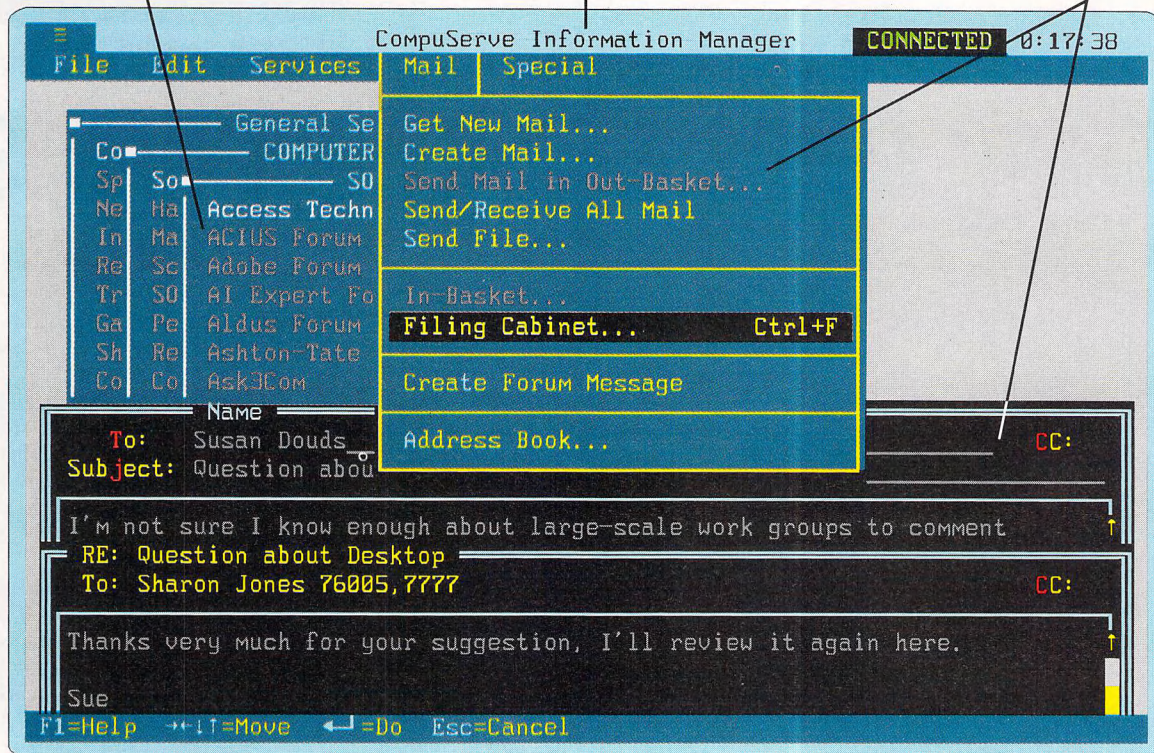 CompuServe Information Manager CONNECTED 0:17:38
File Edit Services Mail Special
General Se
COMPUTER
SO
Co
Sp So
Ne Ha Access Techn
In Ma ACIUS Forum
Re Sc Adobe Forum
Tr SO AI Expert Fo
Ga Pe Aldus Forum
Sh Re Ashton-Tate
Co Co Ask3Com
Get New Mail...
Create Mail...
Send Mail in Out-Basket...
Send/Receive All Mail
Send File...
In-Basket...
Filing Cabinet... Ctrl+F
Create Forum Message
Address Book...
Name
To: Susan Douds CC:
Subject: Question abou
I'm not sure I know enough about large-scale work groups to comment
RE: Question about Desktop
To: Sharon Jones 76005,7777 CC:
Thanks very much for your suggestion, I'll review it again here.
Sue
F1=Help →←↓↑=Move ↵=Do Esc=Cancel